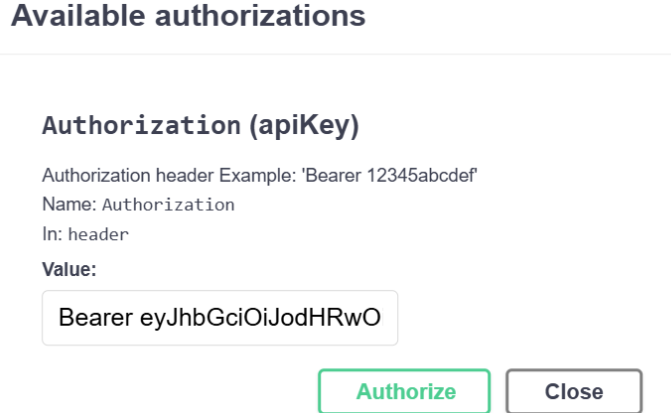 Available authorizations
Authorization (apiKey)
Authorization header Example: 'Bearer 12345abcdef'
Name: Authorization
In: header
Value:
Bearer eyJhbGciOiJodHRwO
Authorize Close